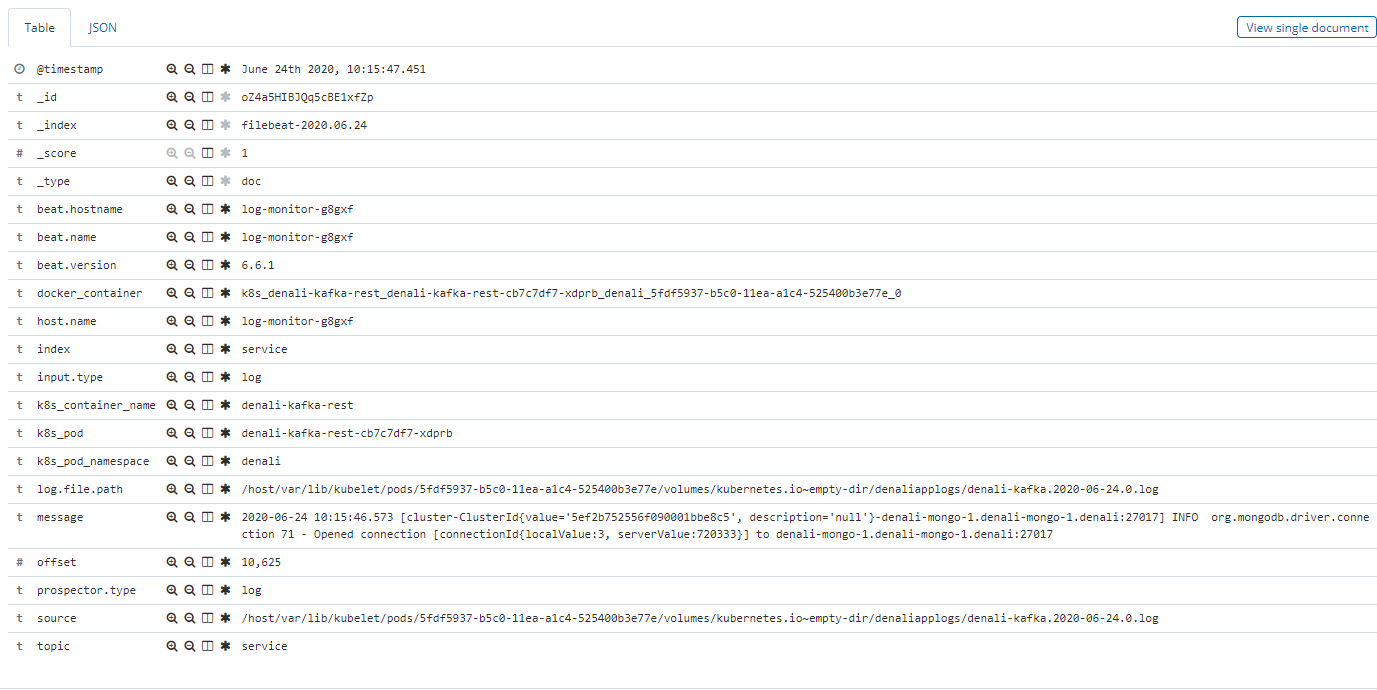 Table JSON View single document
@timestamp June 24th 2020, 10:15:47.451
t _id oZ4a5HIBJQq5cBE1xfZp
t _index filebeat-2020.06.24
# _score 1
t _type doc
t beat.hostname log-monitor-g8gxf
t beat.name log-monitor-g8gxf
t beat.version 6.6.1
t docker_container k8s_denali-kafka-rest_denali-kafka-rest-cb7c7df7-xdprb_denali_5fdf5937-b5c0-11ea-a1c4-525400b3e77e_0
t host.name log-monitor-g8gxf
t index service
t input.type log
t k8s_container_name denali-kafka-rest
t k8s_pod denali-kafka-rest-cb7c7df7-xdprb
t k8s_pod_namespace denali
t log.file.path /host/var/lib/kubelet/pods/5fdf5937-b5c0-11ea-a1c4-525400b3e77e/volumes/kubernetes.io~empty-dir/denaliapplogs/denali-kafka.2020-06-24.0.log
t message 2020-06-24 10:15:46.573 [cluster-ClusterId{value='5ef2b752556f090001bbe8c5', description='null'}-denali-mongo-1.denali-mongo-1.denali:27017] INFO  org.mongodb.driver.conne
ction 71 - Opened connection [connectionId{localValue:3, serverValue:720333}] to denali-mongo-1.denali-mongo-1.denali:27017
# offset 10,625
t prospector.type log
t source /host/var/lib/kubelet/pods/5fdf5937-b5c0-11ea-a1c4-525400b3e77e/volumes/kubernetes.io~empty-dir/denaliapplogs/denali-kafka.2020-06-24.0.log
t topic service